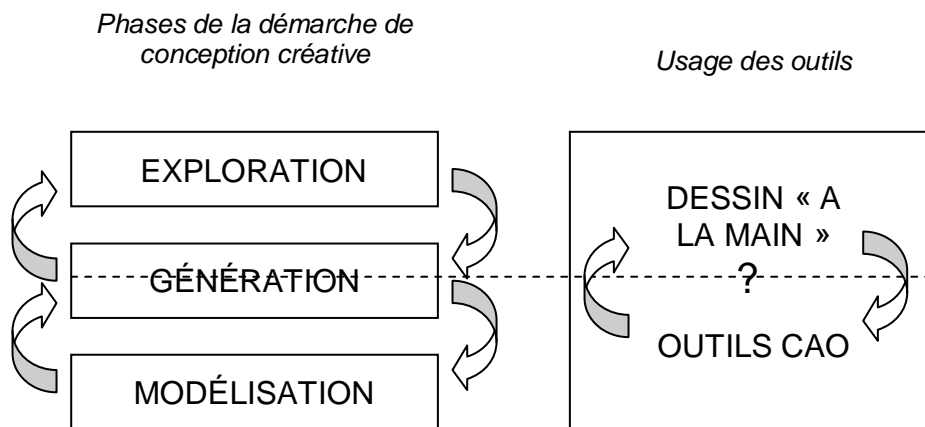 Phases de la démarche de
conception créative
Usage des outils
EXPLORATION
GÉNÉRATION
MODÉLISATION
DESSIN « A
LA MAIN »
?
OUTILS CAO